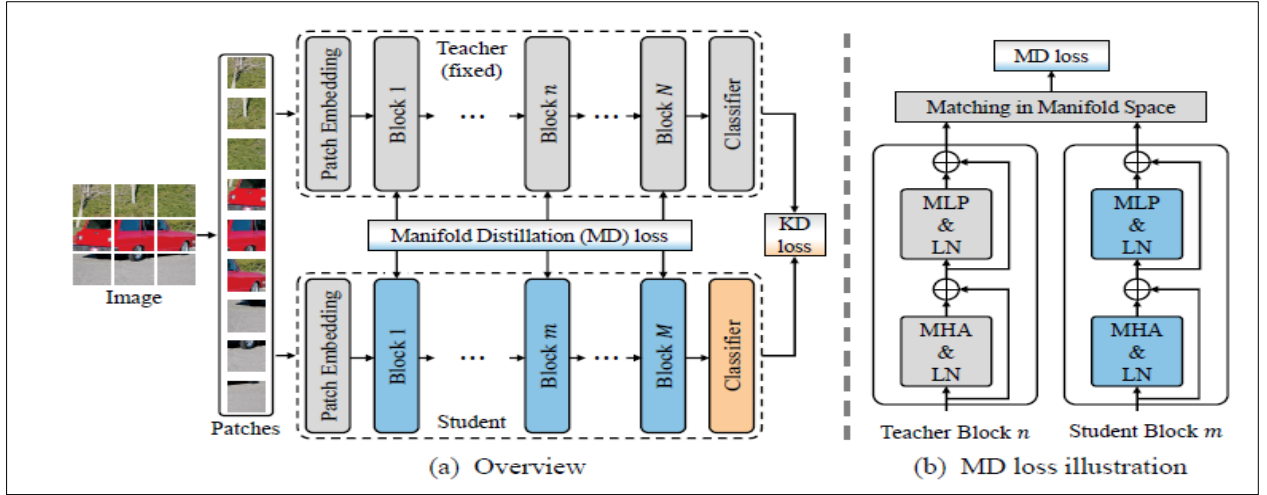 Teacher
(fixed)
Patch Embedding
Block 1
...
Block n
...
Block N
Classifier
Manifold Distillation (MD) loss
KD
loss
Image
Patches
Patch Embedding
Block 1
...
Block m
...
Block M
Classifier
Student
(a) Overview
MD loss
Matching in Manifold Space
MLP
&
LN
MHA
&
LN
MLP
&
LN
MHA
&
LN
Teacher Block n
Student Block m
(b) MD loss illustration